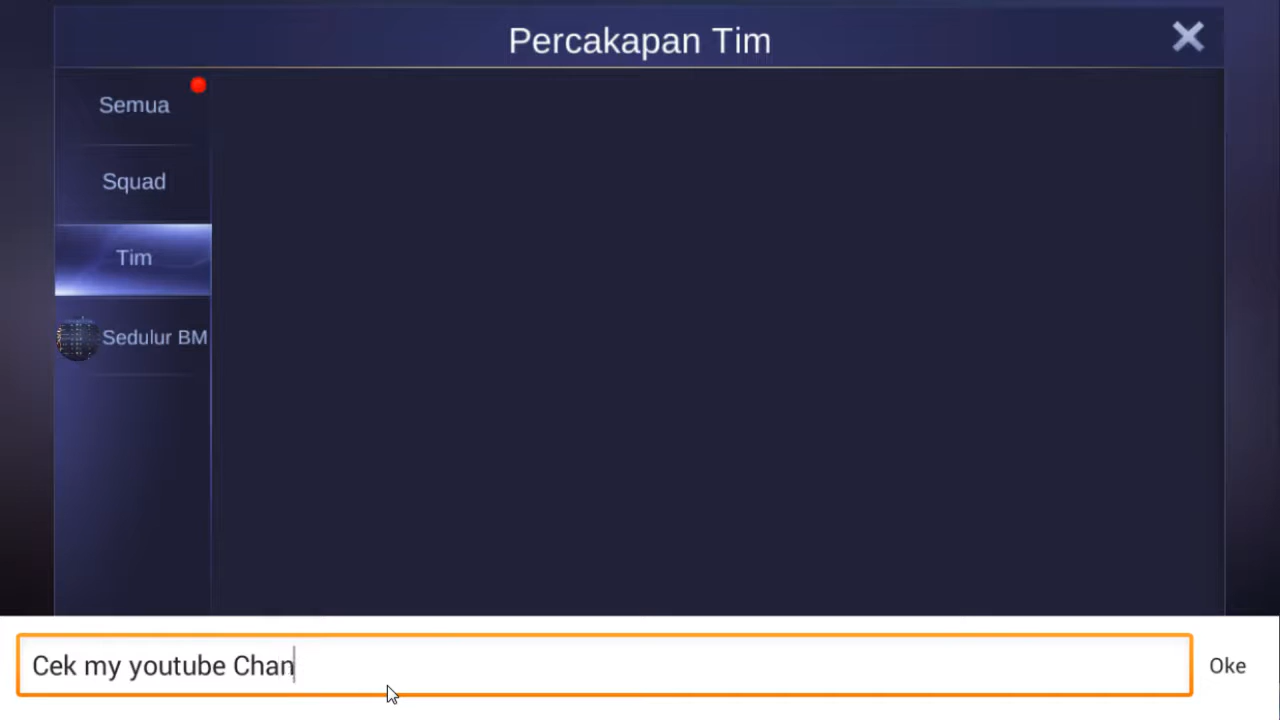 Percakapan Tim
Semua
Squad
Tim
Sedulur BM
Cek my youtube Chan
Oke